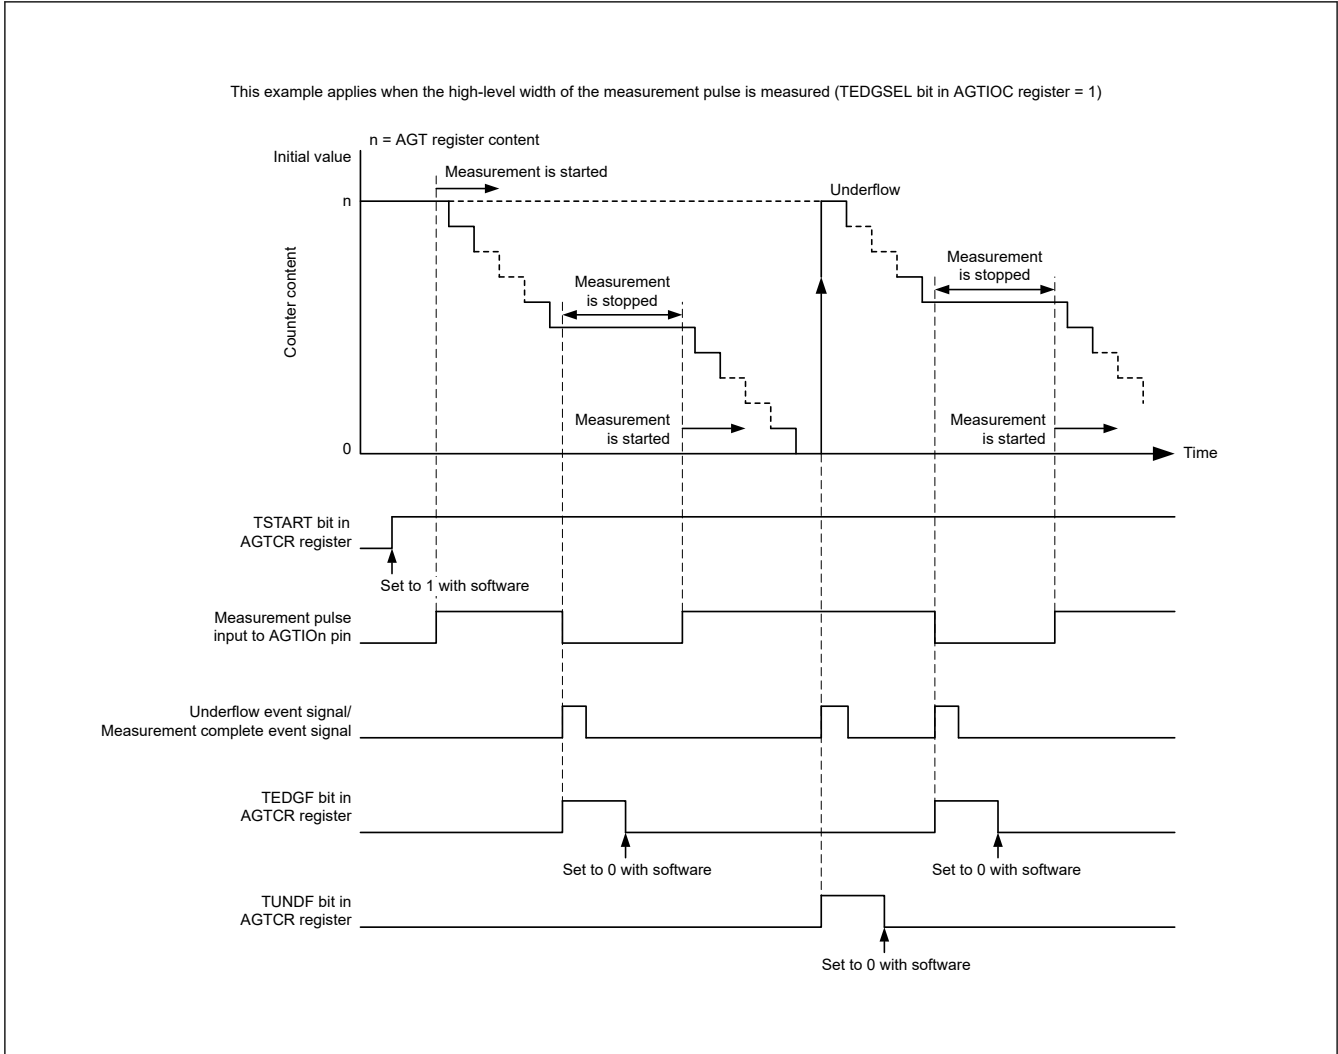 This example applies when the high-level width of the measurement pulse is measured (TEDGSEL bit in AGTIOC register = 1)
n = AGT register content
Initial value
Measurement is started
n
Underflow
Counter content
Measurement
is stopped
Measurement
is stopped
Measurement
is started
Measurement
is started
0
Time
TSTART bit in
AGTCR register
Set to 1 with software
Measurement pulse
input to AGTIOn pin
Underflow event signal/
Measurement complete event signal
TEDGF bit in
AGTCR register
Set to 0 with software
Set to 0 with software
TUNDF bit in
AGTCR register
Set to 0 with software